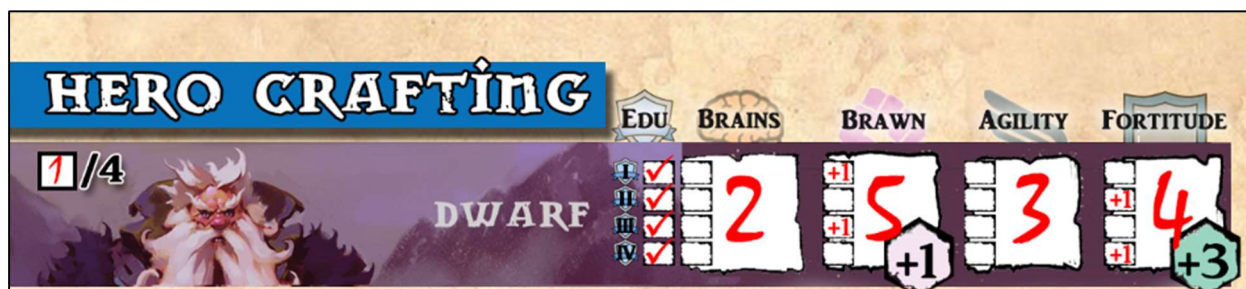 HERO CRAFTING
EDU BRAINS BRAWN AGILITY FORTITUDE
1/4
DWARF
I ✓ +1
II ✓ +1
III ✓ +1
IV ✓ +1
2 5 3 4
+1 +3